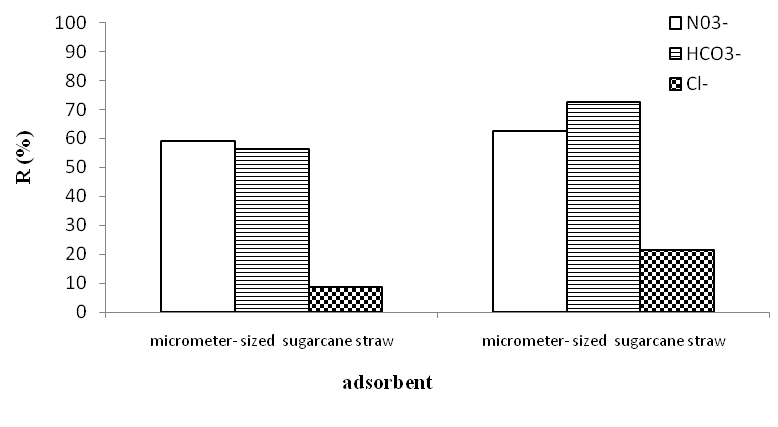 100
90
80
70
60
50
40
30
20
10
0
R (%)
N03-
HCO3-
Cl-
micrometer- sized sugarcane straw
micrometer- sized sugarcane straw
adsorbent